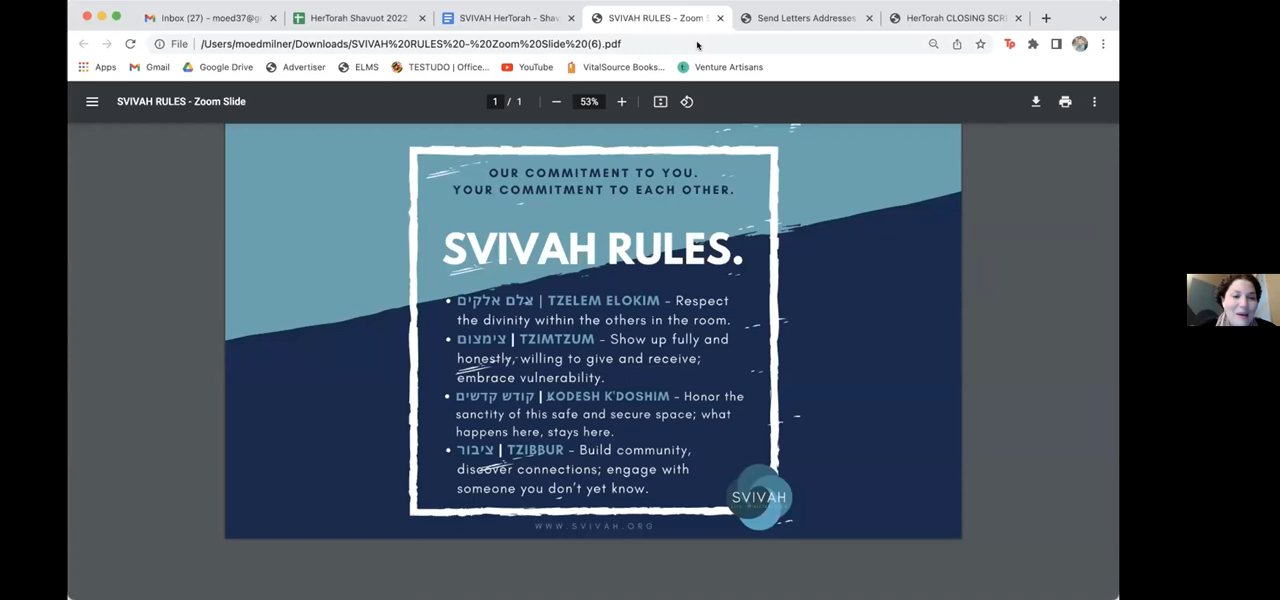 Inbox (27) - moed37@g
HerTorah Shavuot 2022
SVIVAH HerTorah - Shav
SVIVAH RULES - Zoom S
Send Letters Addresses
HerTorah CLOSING SCR
File /Users/moedmilner/Downloads/SVIVAH%20RULES%20-%20Zoom%20Slide%20(6).pdf
Apps Gmail Google Drive Advertiser ELMS TESTUDO | Office... YouTube VitalSource Books... Venture Artisans
SVIVAH RULES - Zoom Slide 1 / 1 53%
OUR COMMITMENT TO YOU.
YOUR COMMITMENT TO EACH OTHER.
SVIVAH RULES.
• צלם אלקים | TZELEM ELOKIM - Respect
the divinity within the others in the room.
• צימצום | TZIMTZUM - Show up fully and
honestly, willing to give and receive;
embrace vulnerability.
• קודש קדשים | KODESH K'DOSHIM - Honor the
sanctity of this safe and secure space; what
happens here, stays here.
• ציבור | TZIBBUR - Build community,
discover connections; engage with
someone you don't yet know.
SVIVAH
WWW.SVIVAH.ORG